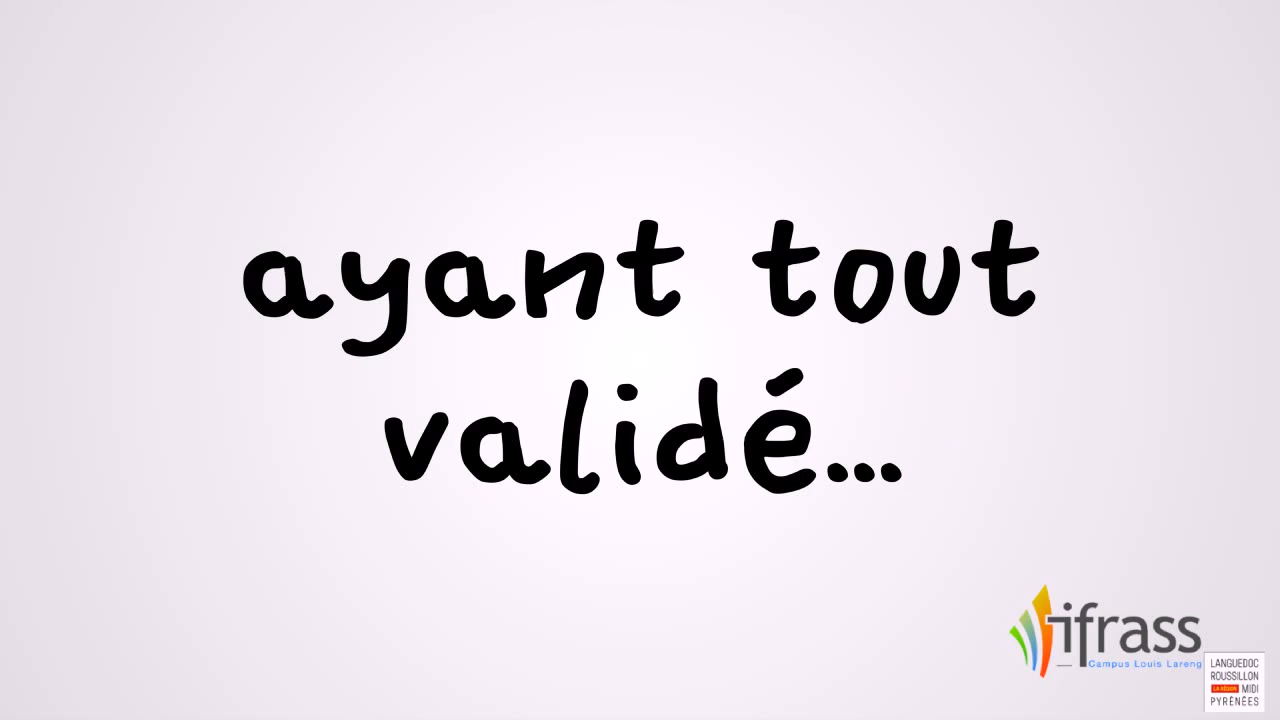 ayant tout
validé...
ifrass
Campus Louis Lareng
LANGUEDOC
ROUSSILLON
LA RÉGION MIDI
PYRÉNÉES